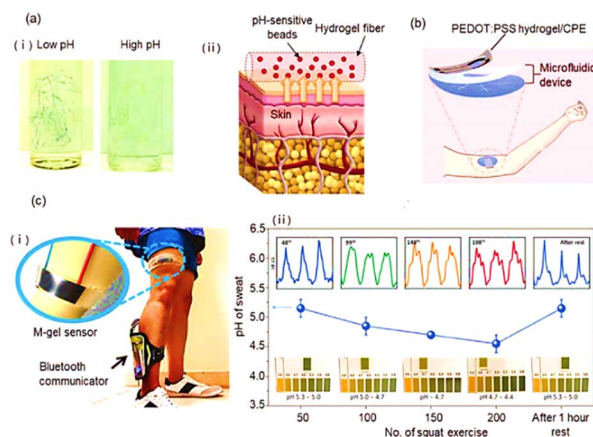 (a)
(i) Low pH High pH
(ii)
pH-sensitive
beads
Hydrogel fiber
Skin
(b)
PEDOT:PSS hydrogel/CPE
Microfluidic
device
(c)
(i)
M-gel sensor
Bluetooth
communicator
(ii)
pH of sweat
6.5
6.0
5.5
5.0
4.5
4.0
3.5
48th
99th
148th
198th
After rest
pH 5.3 – 5.0
pH 5.0 – 4.7
pH ~4.7
pH 4.7 – 4.4
pH 5.3 – 5.0
50
100
150
200
After 1 hour
rest
No. of squat exercise